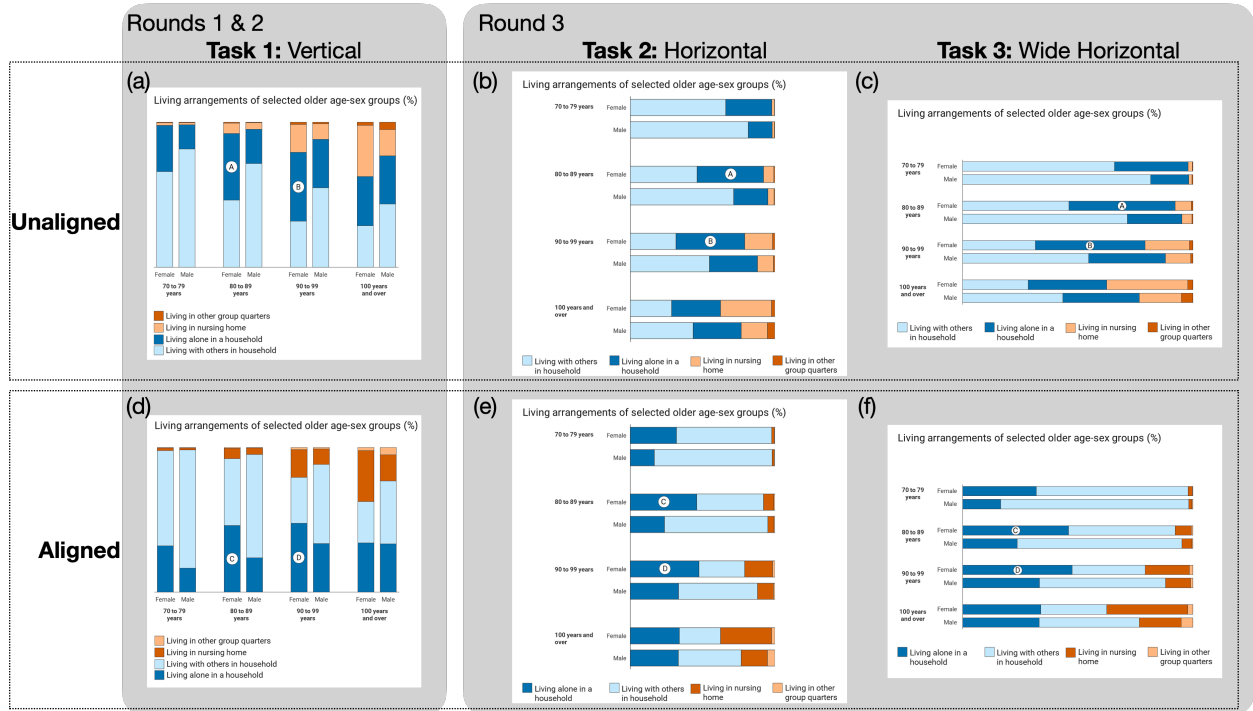 Rounds 1 & 2
Round 3
Task 1: Vertical
Task 2: Horizontal
Task 3: Wide Horizontal
Unaligned
(a)
Living arrangements of selected older age-sex groups (%)
A
B
Female Male Female Male Female Male Female Male
70 to 79 years
80 to 89 years
90 to 99 years
100 years and over
Living in other group quarters
Living in nursing home
Living alone in a household
Living with others in household
(b)
Living arrangements of selected older age-sex groups (%)
70 to 79 years
Female
Male
80 to 89 years
Female
A
Male
90 to 99 years
Female
B
Male
100 years and over
Female
Male
Living with others in household
Living alone in a household
Living in nursing home
Living in other group quarters
(c)
Living arrangements of selected older age-sex groups (%)
70 to 79 years
Female
Male
80 to 89 years
Female
A
Male
90 to 99 years
Female
B
Male
100 years and over
Female
Male
Living with others in household
Living alone in a household
Living in nursing home
Living in other group quarters
Aligned
(d)
Living arrangements of selected older age-sex groups (%)
C
D
Female Male Female Male Female Male Female Male
70 to 79 years
80 to 89 years
90 to 99 years
100 years and over
Living in other group quarters
Living in nursing home
Living with others in household
Living alone in a household
(e)
Living arrangements of selected older age-sex groups (%)
70 to 79 years
Female
Male
80 to 89 years
Female
C
Male
90 to 99 years
Female
D
Male
100 years and over
Female
Male
Living alone in a household
Living with others in household
Living in nursing home
Living in other group quarters
(f)
Living arrangements of selected older age-sex groups (%)
70 to 79 years
Female
Male
80 to 89 years
Female
C
Male
90 to 99 years
Female
D
Male
100 years and over
Female
Male
Living alone in a household
Living with others in household
Living in nursing home
Living in other group quarters